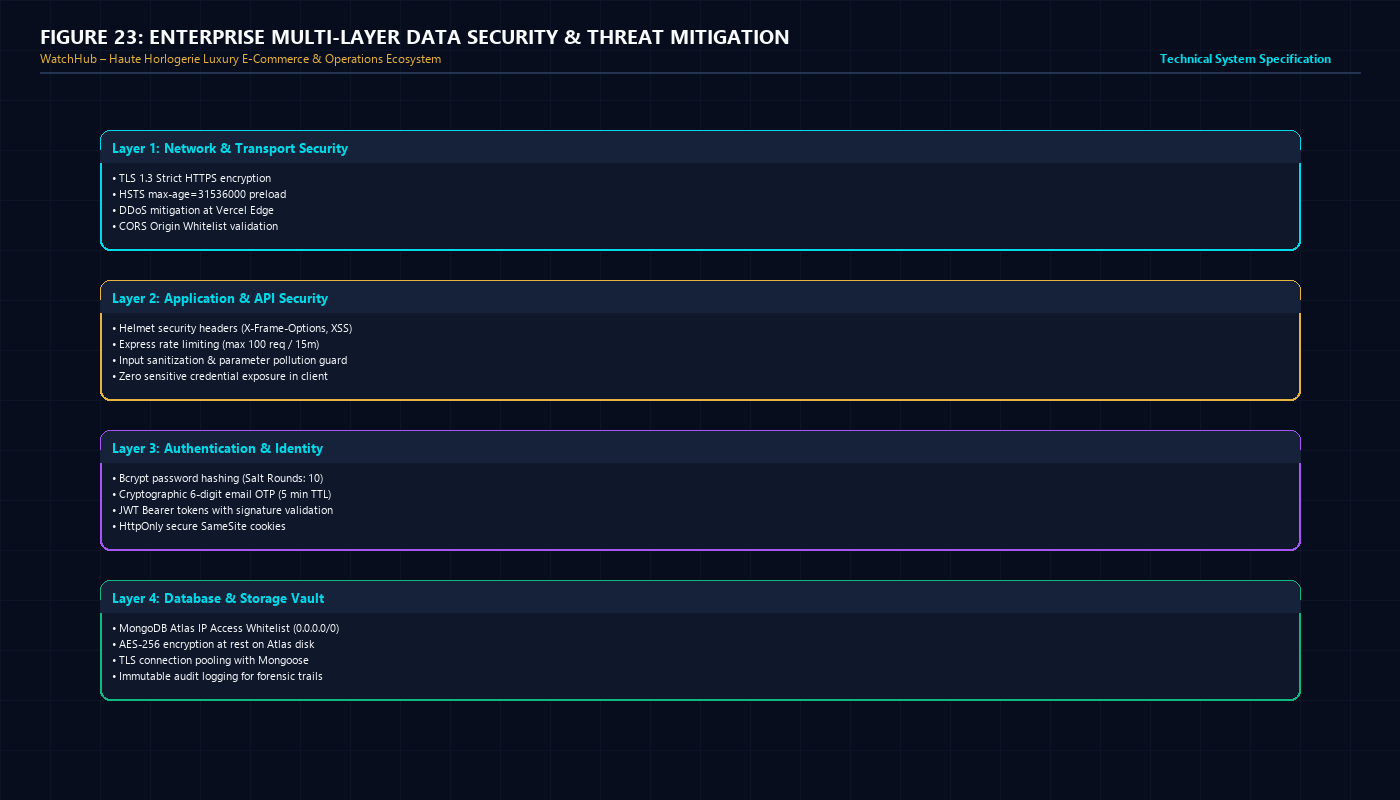 FIGURE 23: ENTERPRISE MULTI-LAYER DATA SECURITY & THREAT MITIGATION
WatchHub – Haute Horlogerie Luxury E-Commerce & Operations Ecosystem
Technical System Specification
Layer 1: Network & Transport Security
• TLS 1.3 Strict HTTPS encryption
• HSTS max-age=31536000 preload
• DDoS mitigation at Vercel Edge
• CORS Origin Whitelist validation
Layer 2: Application & API Security
• Helmet security headers (X-Frame-Options, XSS)
• Express rate limiting (max 100 req / 15m)
• Input sanitization & parameter pollution guard
• Zero sensitive credential exposure in client
Layer 3: Authentication & Identity
• Bcrypt password hashing (Salt Rounds: 10)
• Cryptographic 6-digit email OTP (5 min TTL)
• JWT Bearer tokens with signature validation
• HttpOnly secure SameSite cookies
Layer 4: Database & Storage Vault
• MongoDB Atlas IP Access Whitelist (0.0.0.0/0)
• AES-256 encryption at rest on Atlas disk
• TLS connection pooling with Mongoose
• Immutable audit logging for forensic trails